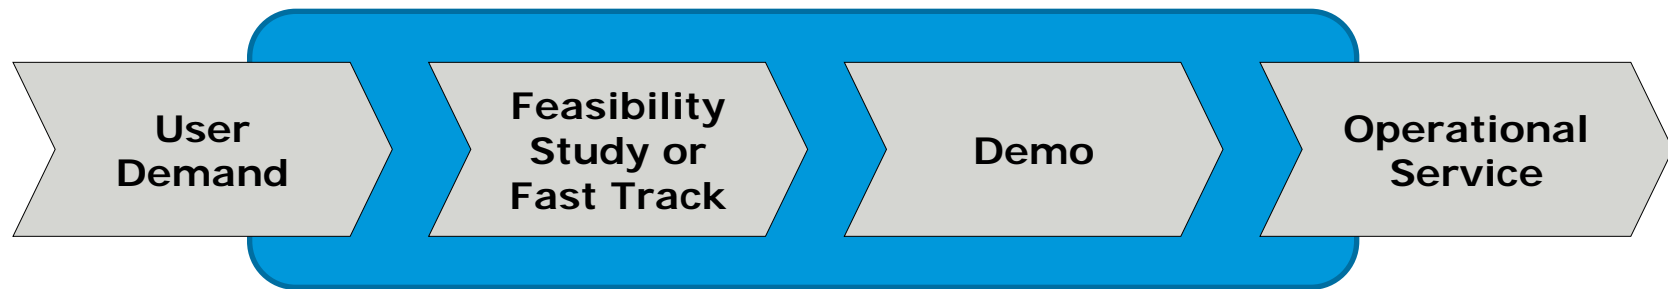 User
Demand
Feasibility
Study or
Fast Track
Demo
Operational
Service